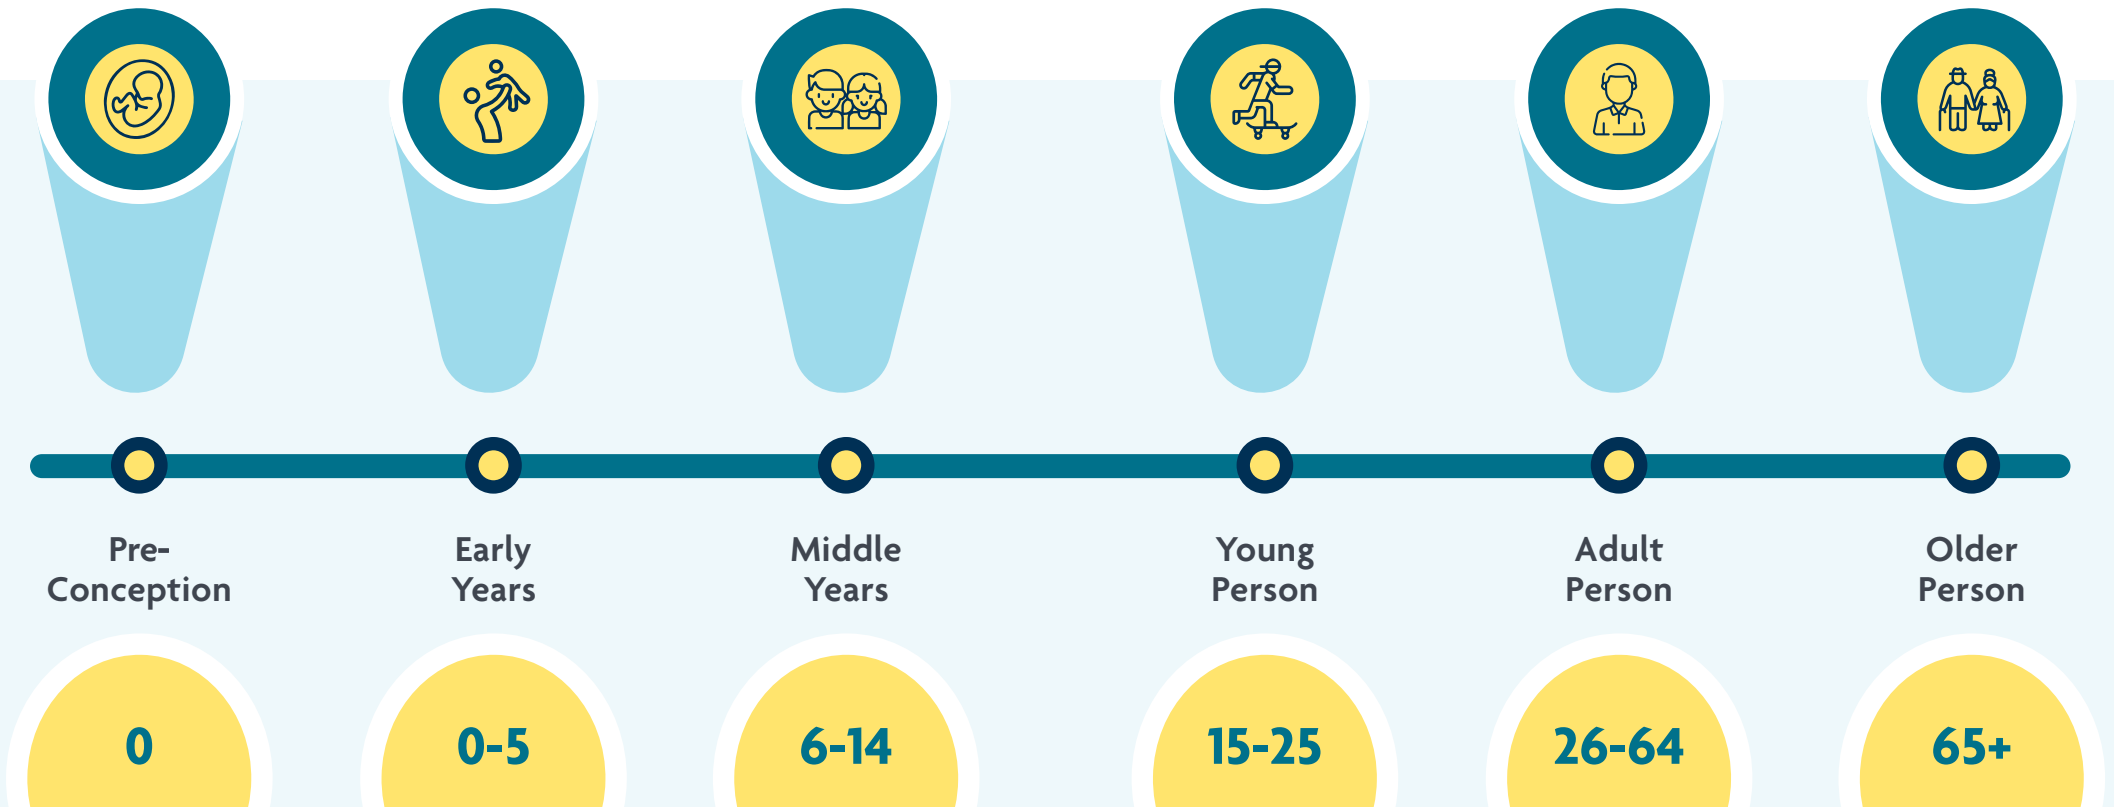 Pre-
Conception
Early
Years
Middle
Years
Young
Person
Adult
Person
Older
Person
0
0-5
6-14
15-25
26-64
65+